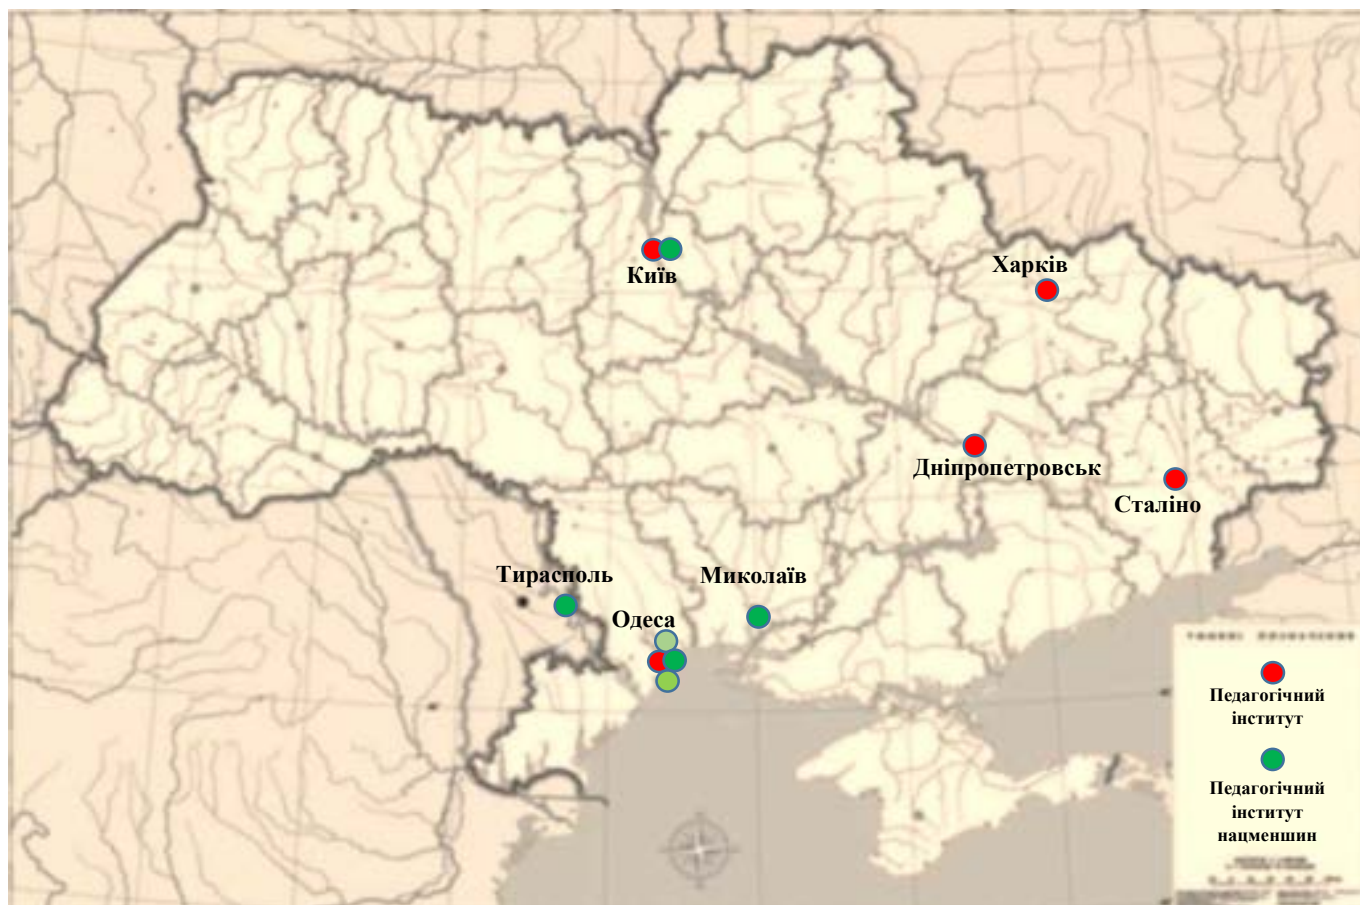 Київ
Харків
Дніпропетровськ
Сталіно
Тирасполь
Миколаїв
Одеса
Педагогічний
інститут
Педагогічний
інститут
нацменшин